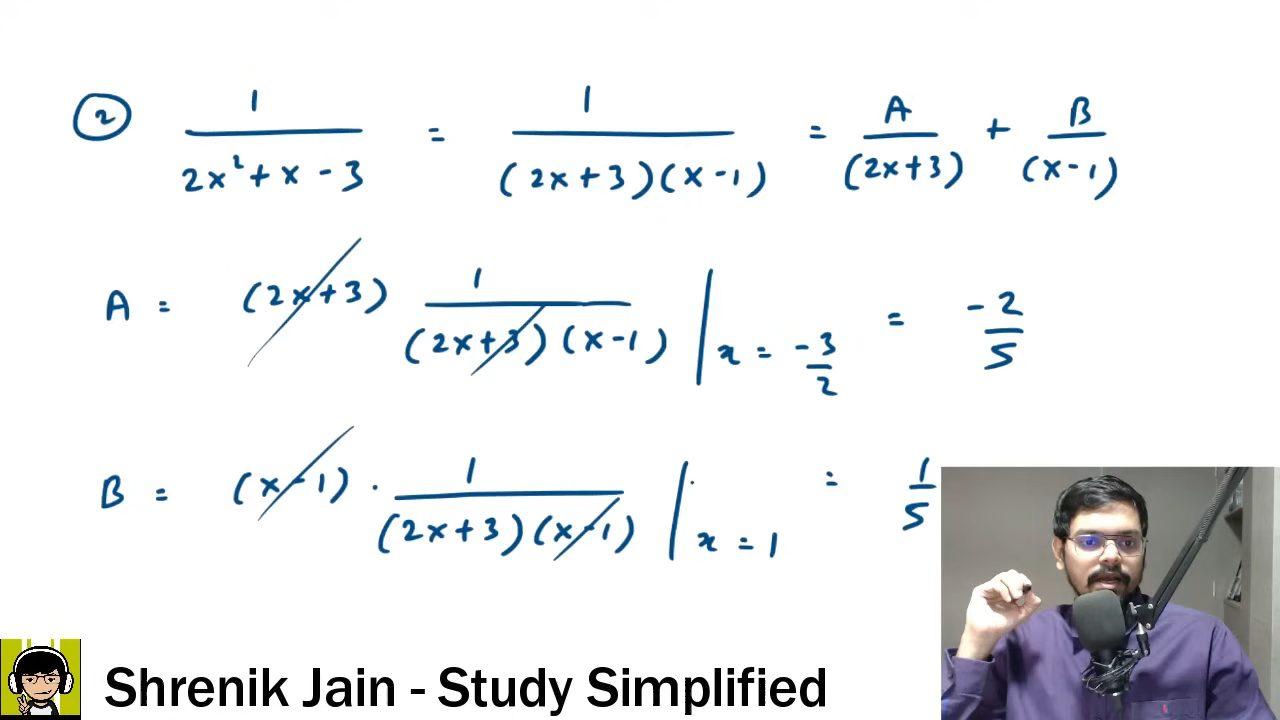 ② 1/(2x² + x - 3) = 1/((2x+3)(x-1)) = A/(2x+3) + B/(x-1)
A = (2x+3) 1/((2x+3)(x-1)) | x = -3/2 = -2/5
B = (x-1) · 1/((2x+3)(x-1)) | x = 1 = 1/5
Shrenik Jain - Study Simplified